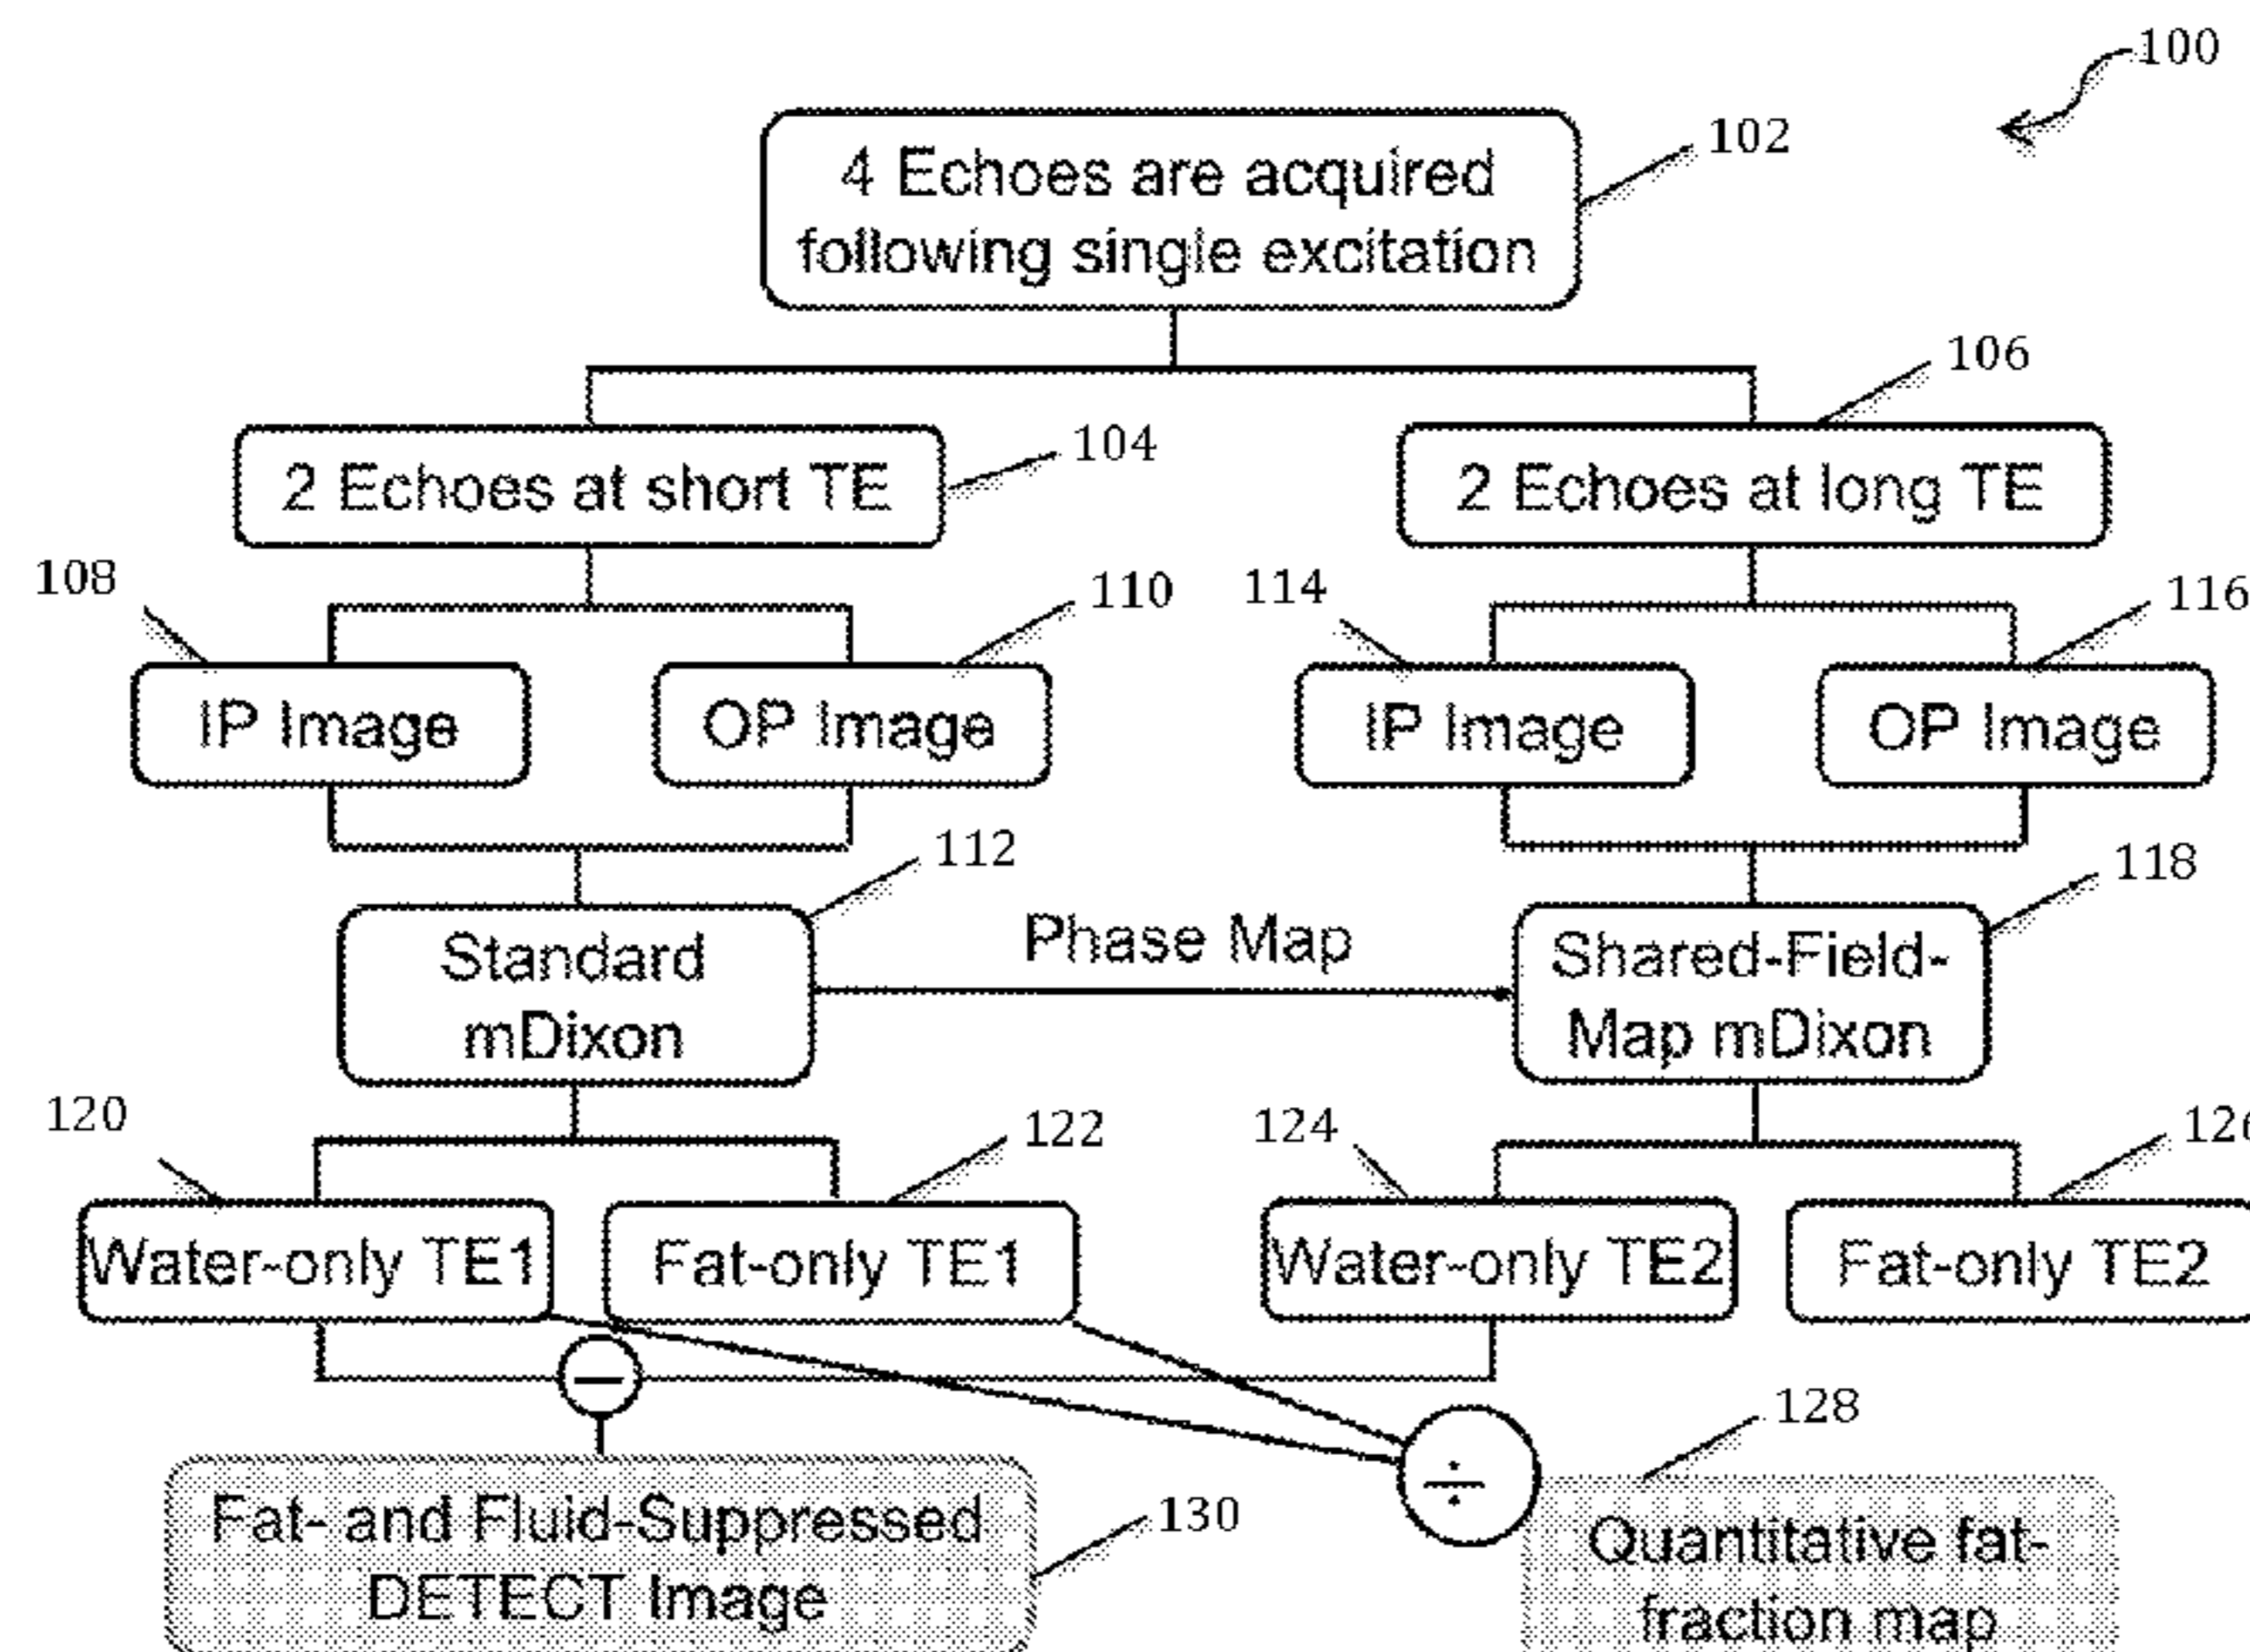 100
4 Echoes are acquired
following single excitation
102
106
2 Echoes at short TE
104
2 Echoes at long TE
108
110
114
116
IP Image
OP Image
IP Image
OP Image
112
118
Standard
mDixon
Phase Map
Shared-Field-
Map mDixon
120
122
124
126
Water-only TE1
Fat-only TE1
Water-only TE2
Fat-only TE2
−
÷
128
Fat- and Fluid-Suppressed
DETECT Image
130
Quantitative fat-
fraction map